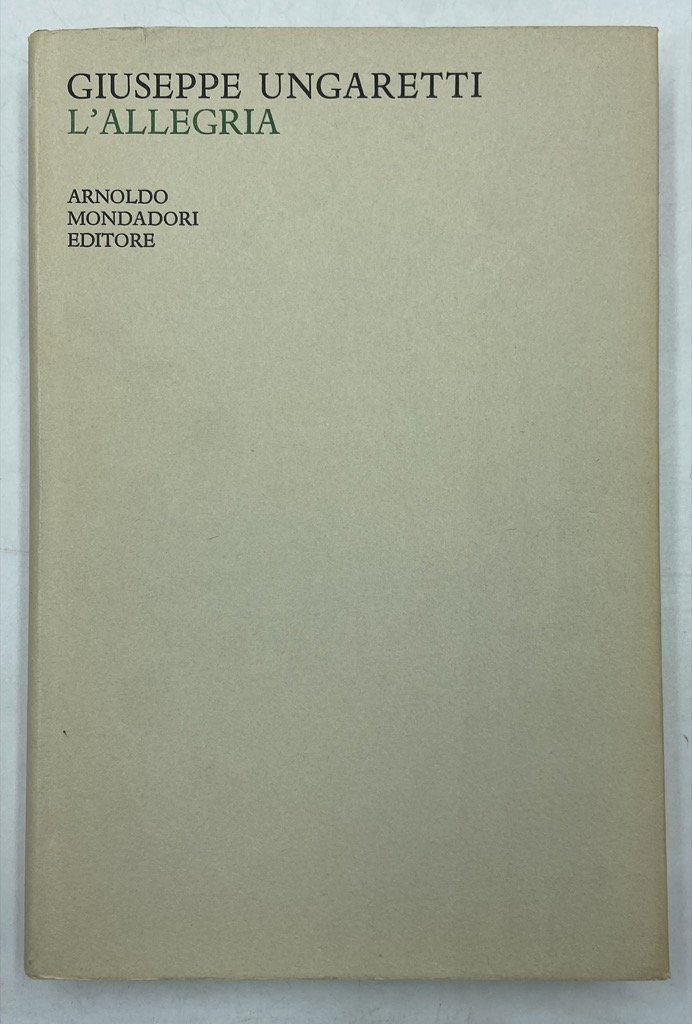 GIUSEPPE UNGARETTI
L'ALLEGRIA
ARNOLDO
MONDADORI
EDITORE